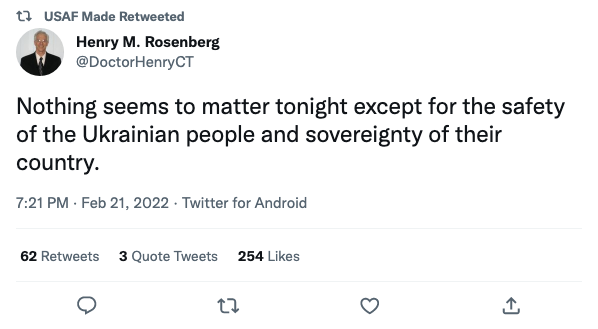 USAF Made Retweeted
Henry M. Rosenberg
@DoctorHenryCT
Nothing seems to matter tonight except for the safety
of the Ukrainian people and sovereignty of their
country.
7:21 PM · Feb 21, 2022 · Twitter for Android
62 Retweets 3 Quote Tweets 254 Likes